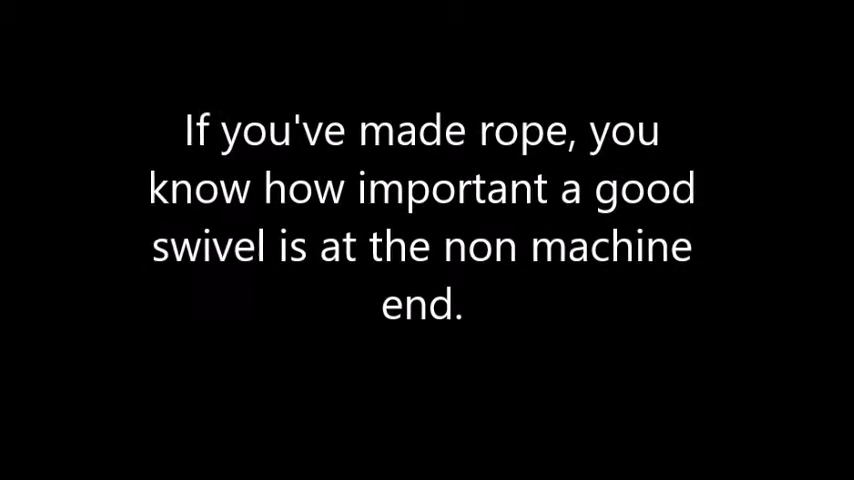 If you've made rope, you
know how important a good
swivel is at the non machine
end.